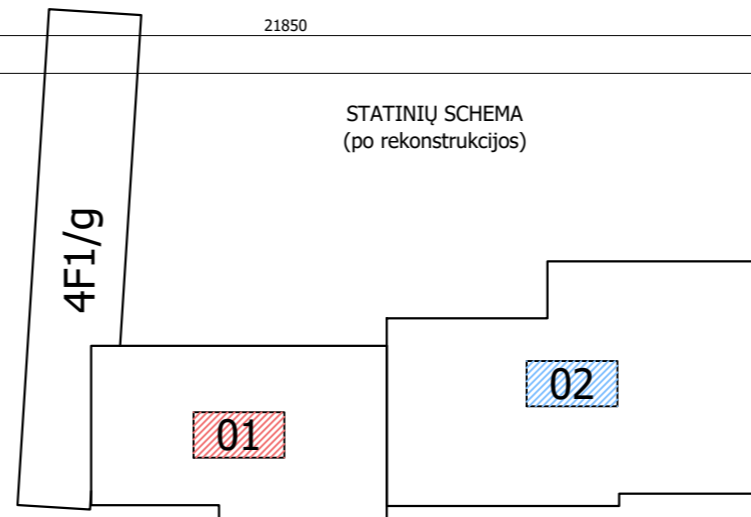 21850
STATINIŲ SCHEMA
(po rekonstrukcijos)
4F1/g
02
01